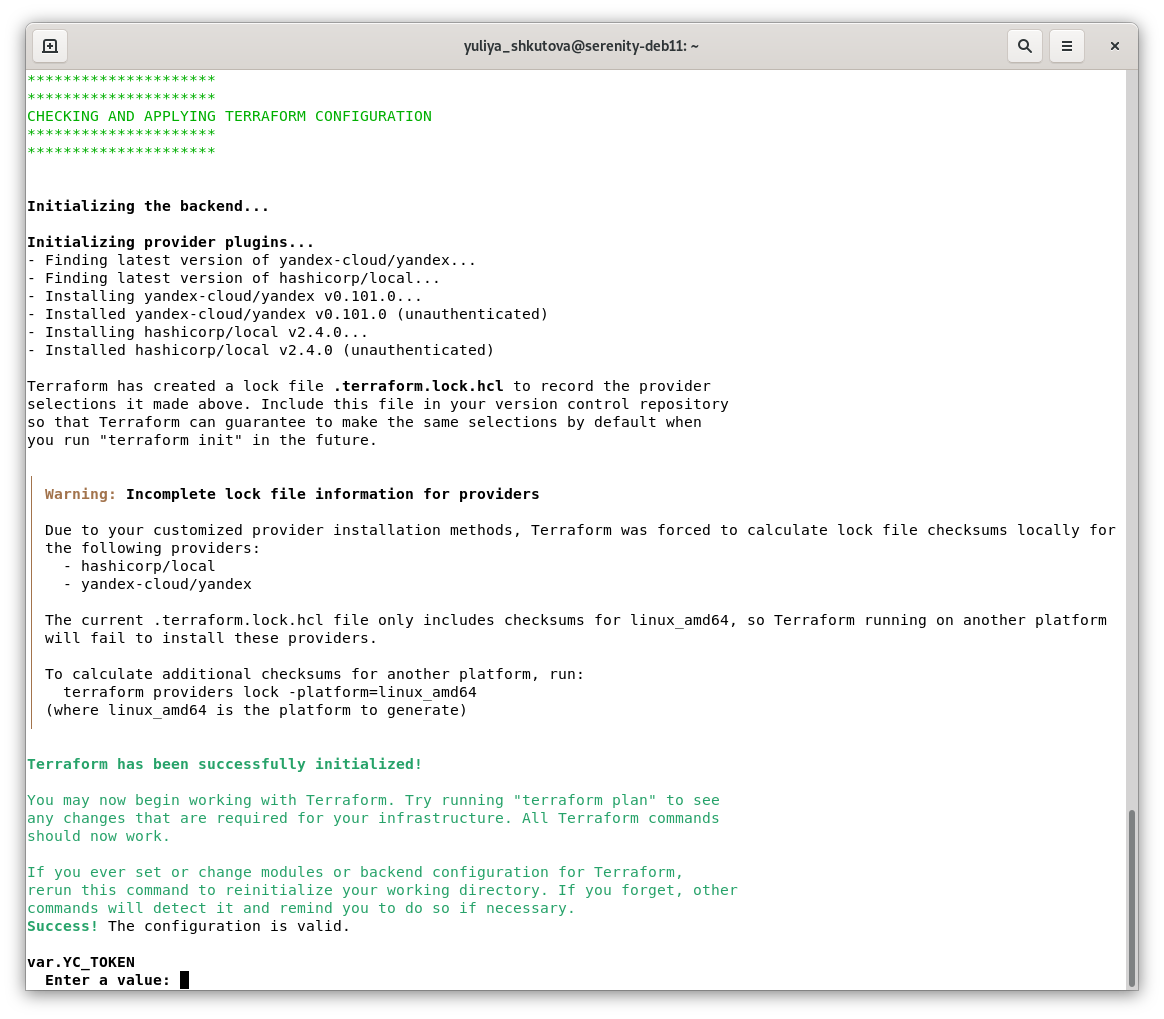 yuliya_shkutova@serenity-deb11: ~
*********************
*********************
CHECKING AND APPLYING TERRAFORM CONFIGURATION
*********************
*********************
Initializing the backend...
Initializing provider plugins...
- Finding latest version of yandex-cloud/yandex...
- Finding latest version of hashicorp/local...
- Installing yandex-cloud/yandex v0.101.0...
- Installed yandex-cloud/yandex v0.101.0 (unauthenticated)
- Installing hashicorp/local v2.4.0...
- Installed hashicorp/local v2.4.0 (unauthenticated)
Terraform has created a lock file .terraform.lock.hcl to record the provider
selections it made above. Include this file in your version control repository
so that Terraform can guarantee to make the same selections by default when
you run "terraform init" in the future.
Warning: Incomplete lock file information for providers
Due to your customized provider installation methods, Terraform was forced to calculate lock file checksums locally for
the following providers:
- hashicorp/local
- yandex-cloud/yandex
The current .terraform.lock.hcl file only includes checksums for linux_amd64, so Terraform running on another platform
will fail to install these providers.
To calculate additional checksums for another platform, run:
terraform providers lock -platform=linux_amd64
(where linux_amd64 is the platform to generate)
Terraform has been successfully initialized!
You may now begin working with Terraform. Try running "terraform plan" to see
any changes that are required for your infrastructure. All Terraform commands
should now work.
If you ever set or change modules or backend configuration for Terraform,
rerun this command to reinitialize your working directory. If you forget, other
commands will detect it and remind you to do so if necessary.
Success! The configuration is valid.
var.YC_TOKEN
Enter a value: